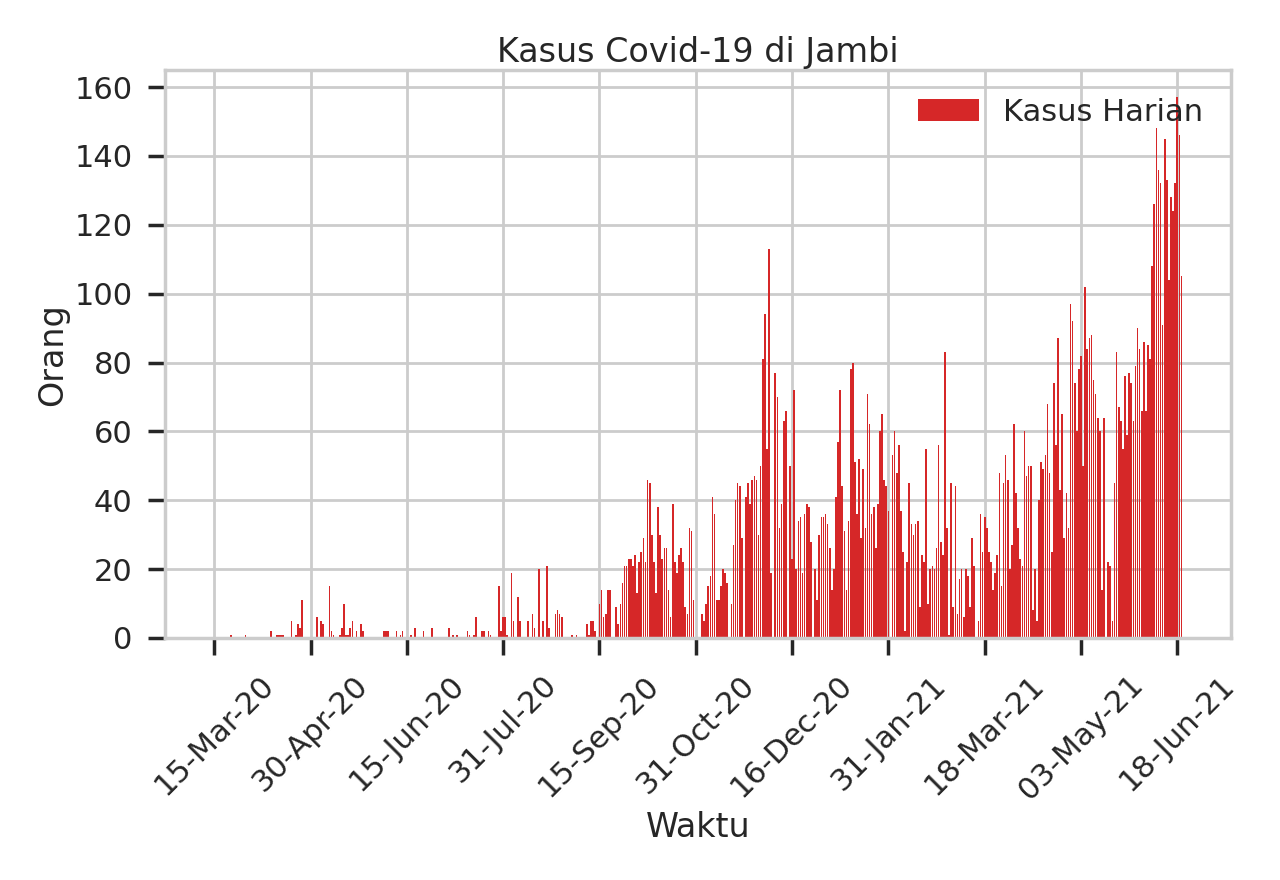 Kasus Covid-19 di Jambi
Kasus Harian
Orang
160
140
120
100
80
60
40
20
0
15-Mar-20
30-Apr-20
15-Jun-20
31-Jul-20
15-Sep-20
31-Oct-20
16-Dec-20
31-Jan-21
18-Mar-21
03-May-21
18-Jun-21
Waktu